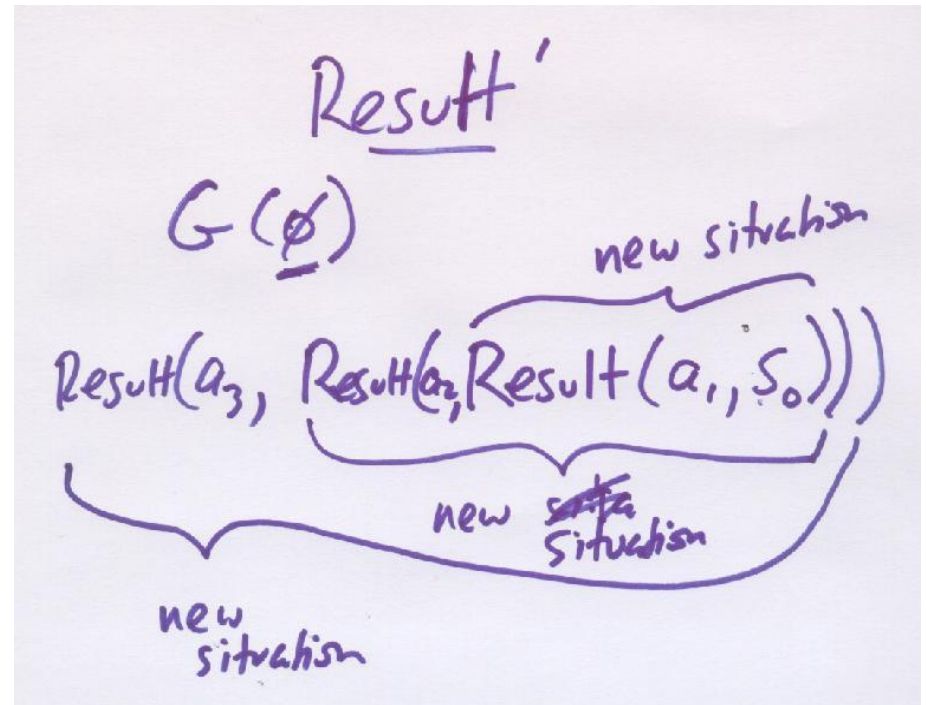 Result'
G(ø)
new situation
Result(a₃, Result(a₂, Result(a₁, S₀)))
new
situation
new
situation